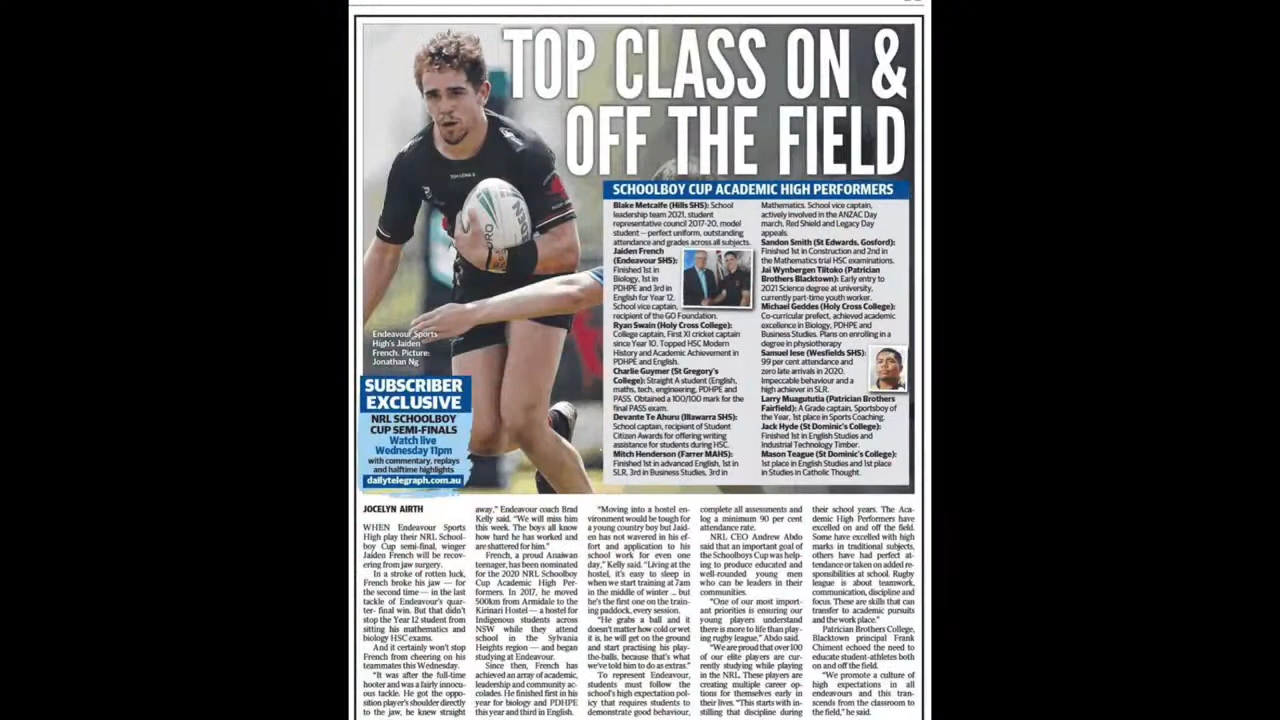 TOP CLASS ON &
OFF THE FIELD
SCHOOLBOY CUP ACADEMIC HIGH PERFORMERS
Blake Metcalfe (Hills SHS): School
leadership team 2021, student
representative council 2017-20, model
student – perfect uniform, outstanding
attendance and grades across all subjects.
Jaiden French
(Endeavour SHS):
Finished 1st in
Biology, 1st in
PDHPE and 3rd in
English for Year 12.
School vice captain,
recipient of the GO Foundation.
Ryan Swain (Holy Cross College):
College captain, First XI cricket captain
since Year 10. Topped HSC Modern
History and Academic Achievement in
PDHPE and English.
Charlie Guymer (St Gregory's
College): Straight A student (English,
maths, tech, engineering, PDHPE and
PASS. Obtained a 100/100 mark for the
final PASS exam.
Devante Te Ahuru (Illawarra SHS):
School captain, recipient of Student
Citizen Awards for offering writing
assistance for students during HSC.
Mitch Henderson (Farrer MAHS):
Finished 1st in advanced English, 1st in
SLR, 3rd in Business Studies, 3rd in
Mathematics. School vice captain,
actively involved in the ANZAC Day
march, Red Shield and Legacy Day
appeals.
Sandon Smith (St Edwards, Gosford):
Finished 1st in Construction and 2nd in
the Mathematics trial HSC examinations.
Jai Wynbergen Tiitoko (Patrician
Brothers Blacktown): Early entry to
2021 Science degree at university,
currently part-time youth worker.
Michael Geddes (Holy Cross College):
Co-curricular prefect, achieved academic
excellence in Biology, PDHPE and
Business Studies. Plans on enrolling in a
degree in physiotherapy
Samuel Iese (Wesfields SHS):
99 per cent attendance and
zero late arrivals in 2020.
Impeccable behaviour and a
high achiever in SLR.
Larry Muagututia (Patrician Brothers
Fairfield): A Grade captain, Sportsboy of
the Year, 1st place in Sports Coaching.
Jack Hyde (St Dominic's College):
Finished 1st in English Studies and
Industrial Technology Timber.
Mason Teague (St Dominic's College):
1st place in English Studies and 1st place
in Studies in Catholic Thought.
Endeavour Sports
High's Jaiden
French. Picture:
Jonathan Ng
SUBSCRIBER
EXCLUSIVE
NRL SCHOOLBOY
CUP SEMI-FINALS
Watch live
Wednesday 11pm
with commentary, replays
and halftime highlights
dailytelegraph.com.au
JOCELYN AIRTH
WHEN Endeavour Sports
High play their NRL School-
boy Cup semi-final, winger
Jaiden French will be recov-
ering from jaw surgery.
In a stroke of rotten luck,
French broke his jaw — for
the second time — in the last
tackle of Endeavour's quar-
ter- final win. But that didn't
stop the Year 12 student from
sitting his mathematics and
biology HSC exams.
And it certainly won't stop
French from cheering on his
teammates this Wednesday.
"It was after the full-time
hooter and was a fairly innocu-
ous tackle. He got the oppo-
sition player's shoulder directly
to the jaw, he knew straight
away," Endeavour coach Brad
Kelly said. "We will miss him
this week. The boys all know
how hard he has worked and
are shattered for him."
French, a proud Anaiwan
teenager, has been nominated
for the 2020 NRL Schoolboy
Cup Academic High Per-
formers. In 2017, he moved
500km from Armidale to the
Kirinari Hostel — a hostel for
Indigenous students across
NSW while they attend
school in the Sylvania
Heights region — and began
studying at Endeavour.
Since then, French has
achieved an array of academic,
leadership and community ac-
colades. He finished first in his
year for biology and PDHPE
this year and third in English.
"Moving into a hostel en-
vironment would be tough for
a young country boy but Jaid-
en has not wavered in his ef-
fort and application to his
school work for even one
day," Kelly said. "Living at the
hostel, it's easy to sleep in
when we start training at 7am
in the middle of winter ... but
he's the first one on the train-
ing paddock, every session.
"He grabs a ball and it
doesn't matter how cold or wet
it is, he will get on the ground
and start practising his play-
the-balls, because that's what
we've told him to do as extras."
To represent Endeavour,
students must follow the
school's high expectation pol-
icy that requires students to
demonstrate good behaviour,
complete all assessments and
log a minimum 90 per cent
attendance rate.
NRL CEO Andrew Abdo
said that an important goal of
the Schoolboys Cup was help-
ing to produce educated and
well-rounded young men
who can be leaders in their
communities.
"One of our most import-
ant priorities is ensuring our
young players understand
there is more to life than play-
ing rugby league," Abdo said.
"We are proud that over 100
of our elite players are cur-
rently studying while playing
in the NRL. These players are
creating multiple career op-
tions for themselves early in
their lives. "This starts with in-
stilling that discipline during
their school years. The Aca-
demic High Performers have
excelled on and off the field.
Some have excelled with high
marks in traditional subjects,
others have had perfect at-
tendance or taken on added re-
sponsibilities at school. Rugby
league is about teamwork,
communication, discipline and
focus. These are skills that can
transfer to academic pursuits
and the work place."
Patrician Brothers College,
Blacktown principal Frank
Chiment echoed the need to
educate student-athletes both
on and off the field.
"We promote a culture of
high expectations in all
endeavours and this tran-
scends from the classroom to
the field," he said.